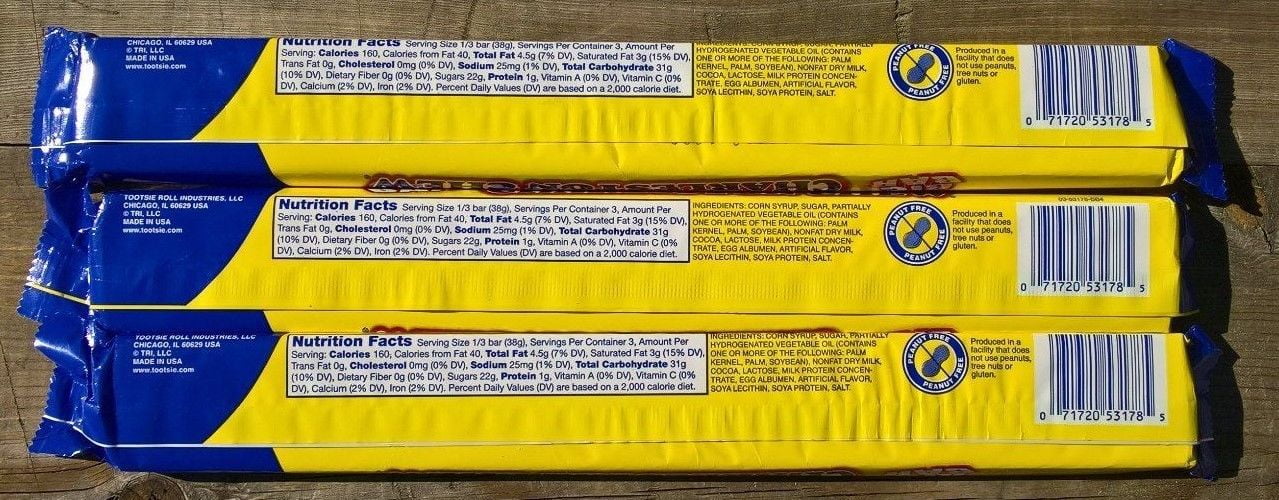 CHICAGO, IL 60629 USA
© TRI, LLC
MADE IN USA
www.tootsie.com
Nutrition Facts Serving Size 1/3 bar (38g), Servings Per Container 3, Amount Per
Serving: Calories 160, Calories from Fat 40, Total Fat 4.5g (7% DV), Saturated Fat 3g (15% DV),
Trans Fat 0g, Cholesterol 0mg (0% DV), Sodium 25mg (1% DV), Total Carbohydrate 31g
(10% DV), Dietary Fiber 0g (0% DV), Sugars 22g, Protein 1g, Vitamin A (0% DV), Vitamin C (0%
DV), Calcium (2% DV), Iron (2% DV). Percent Daily Values (DV) are based on a 2,000 calorie diet.
INGREDIENTS: CORN SYRUP, SUGAR, PARTIALLY
HYDROGENATED VEGETABLE OIL (CONTAINS
ONE OR MORE OF THE FOLLOWING: PALM
KERNEL, PALM, SOYBEAN), NONFAT DRY MILK,
COCOA, LACTOSE, MILK PROTEIN CONCEN-
TRATE, EGG ALBUMEN, ARTIFICIAL FLAVOR,
SOYA LECITHIN, SOYA PROTEIN, SALT.
PEANUT FREE
PEANUT FREE
Produced in a
facility that does
not use peanuts,
tree nuts or
gluten.
0 71720 53178 5
CHARLESTON CHEW
TOOTSIE ROLL INDUSTRIES, LLC
CHICAGO, IL 60629 USA
© TRI, LLC
MADE IN USA
www.tootsie.com
Nutrition Facts Serving Size 1/3 bar (38g), Servings Per Container 3, Amount Per
Serving: Calories 160, Calories from Fat 40, Total Fat 4.5g (7% DV), Saturated Fat 3g (15% DV),
Trans Fat 0g, Cholesterol 0mg (0% DV), Sodium 25mg (1% DV), Total Carbohydrate 31g
(10% DV), Dietary Fiber 0g (0% DV), Sugars 22g, Protein 1g, Vitamin A (0% DV), Vitamin C (0%
DV), Calcium (2% DV), Iron (2% DV). Percent Daily Values (DV) are based on a 2,000 calorie diet.
INGREDIENTS: CORN SYRUP, SUGAR, PARTIALLY
HYDROGENATED VEGETABLE OIL (CONTAINS
ONE OR MORE OF THE FOLLOWING: PALM
KERNEL, PALM, SOYBEAN), NONFAT DRY MILK,
COCOA, LACTOSE, MILK PROTEIN CONCEN-
TRATE, EGG ALBUMEN, ARTIFICIAL FLAVOR,
SOYA LECITHIN, SOYA PROTEIN, SALT.
PEANUT FREE
PEANUT FREE
Produced in a
facility that does
not use peanuts,
tree nuts or
gluten.
0 71720 53178 5
TOOTSIE ROLL INDUSTRIES, LLC
CHICAGO, IL 60629 USA
© TRI, LLC
MADE IN USA
www.tootsie.com
Nutrition Facts Serving Size 1/3 bar (38g), Servings Per Container 3, Amount Per
Serving: Calories 160, Calories from Fat 40, Total Fat 4.5g (7% DV), Saturated Fat 3g (15% DV),
Trans Fat 0g, Cholesterol 0mg (0% DV), Sodium 25mg (1% DV), Total Carbohydrate 31g
(10% DV), Dietary Fiber 0g (0% DV), Sugars 22g, Protein 1g, Vitamin A (0% DV), Vitamin C (0%
DV), Calcium (2% DV), Iron (2% DV). Percent Daily Values (DV) are based on a 2,000 calorie diet.
INGREDIENTS: CORN SYRUP, SUGAR, PARTIALLY
HYDROGENATED VEGETABLE OIL (CONTAINS
ONE OR MORE OF THE FOLLOWING: PALM
KERNEL, PALM, SOYBEAN), NONFAT DRY MILK,
COCOA, LACTOSE, MILK PROTEIN CONCEN-
TRATE, EGG ALBUMEN, ARTIFICIAL FLAVOR,
SOYA LECITHIN, SOYA PROTEIN, SALT.
PEANUT FREE
PEANUT FREE
Produced in a
facility that does
not use peanuts,
tree nuts or
gluten.
0 71720 53178 5